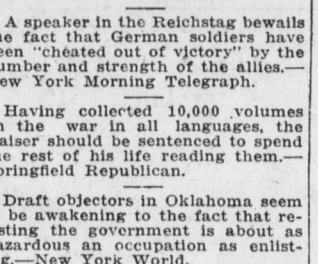 A speaker in the Reichstag bewails
he fact that German soldiers have
een "cheated out of victory" by the
umber and strength of the allies.—
ew York Morning Telegraph.
Having collected 10,000 volumes
n the war in all languages, the
aiser should be sentenced to spend
he rest of his life reading them.—
pringfield Republican.
Draft objectors in Oklahoma seem
o be awakening to the fact that re-
isting the government is about as
azardous an occupation as enlist-
ng.—New York World.